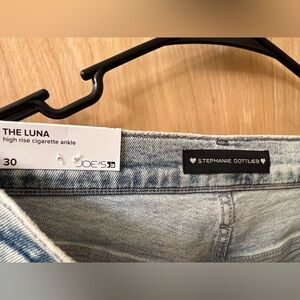 THE LUNA
high rise cigarette ankle
30
JOE'S
STEPHANIE GOTTLIEB